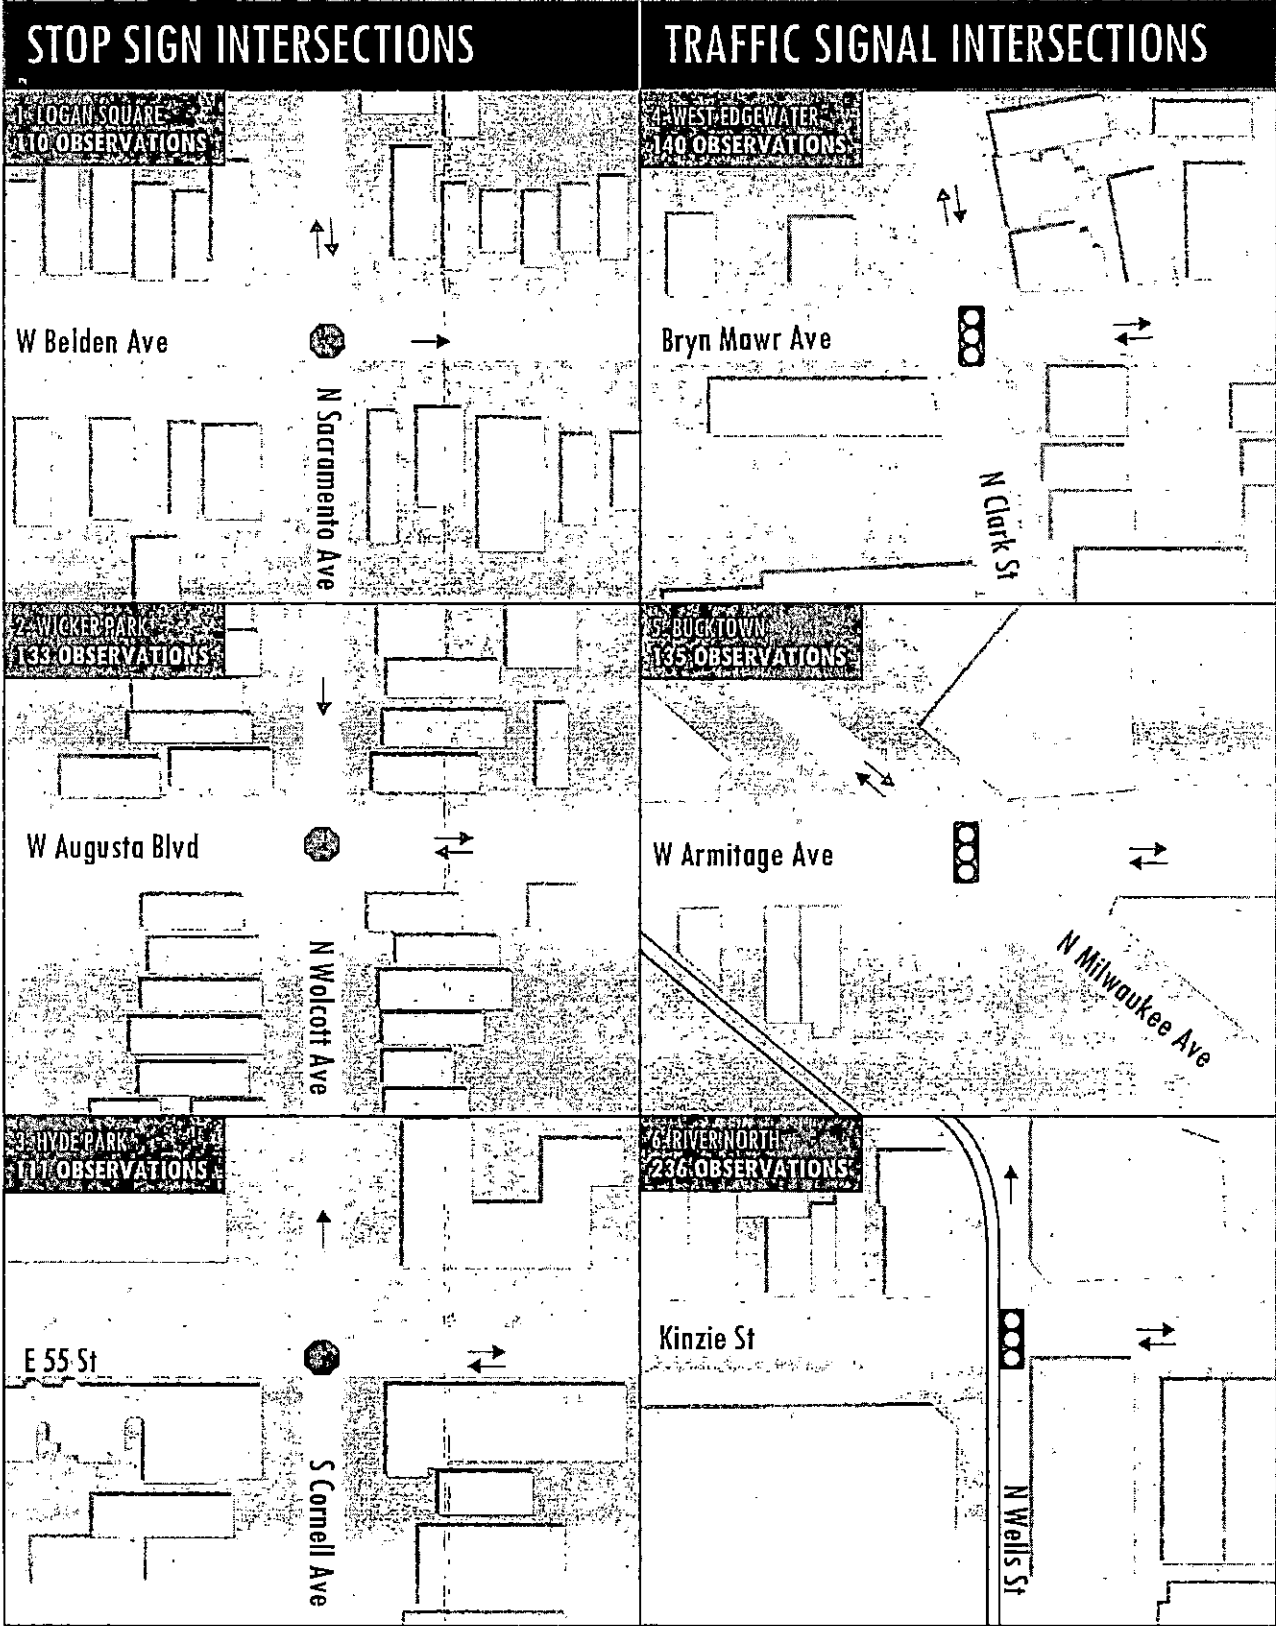 STOP SIGN INTERSECTIONS
TRAFFIC SIGNAL INTERSECTIONS
1- LOGAN SQUARE
110 OBSERVATIONS
W Belden Ave
N Sacramento Ave
4- WEST EDGEWATER
140 OBSERVATIONS
Bryn Mawr Ave
N Clark St
2- WICKER PARK
133 OBSERVATIONS
W Augusta Blvd
N Wolcott Ave
5- BUCKTOWN
135 OBSERVATIONS
W Armitage Ave
N Milwaukee Ave
3- HYDE PARK
111 OBSERVATIONS
E 55 St
S Cornell Ave
6- RIVER NORTH
236 OBSERVATIONS
Kinzie St
N Wells St